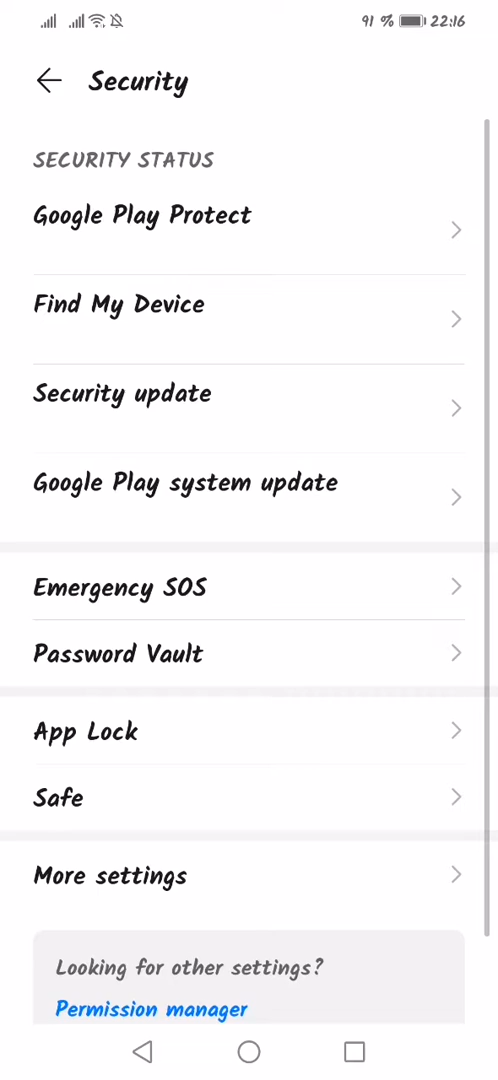 91 % 22:16
Security
SECURITY STATUS
Google Play Protect
Find My Device
Security update
Google Play system update
Emergency SOS
Password Vault
App Lock
Safe
More settings
Looking for other settings?
Permission manager